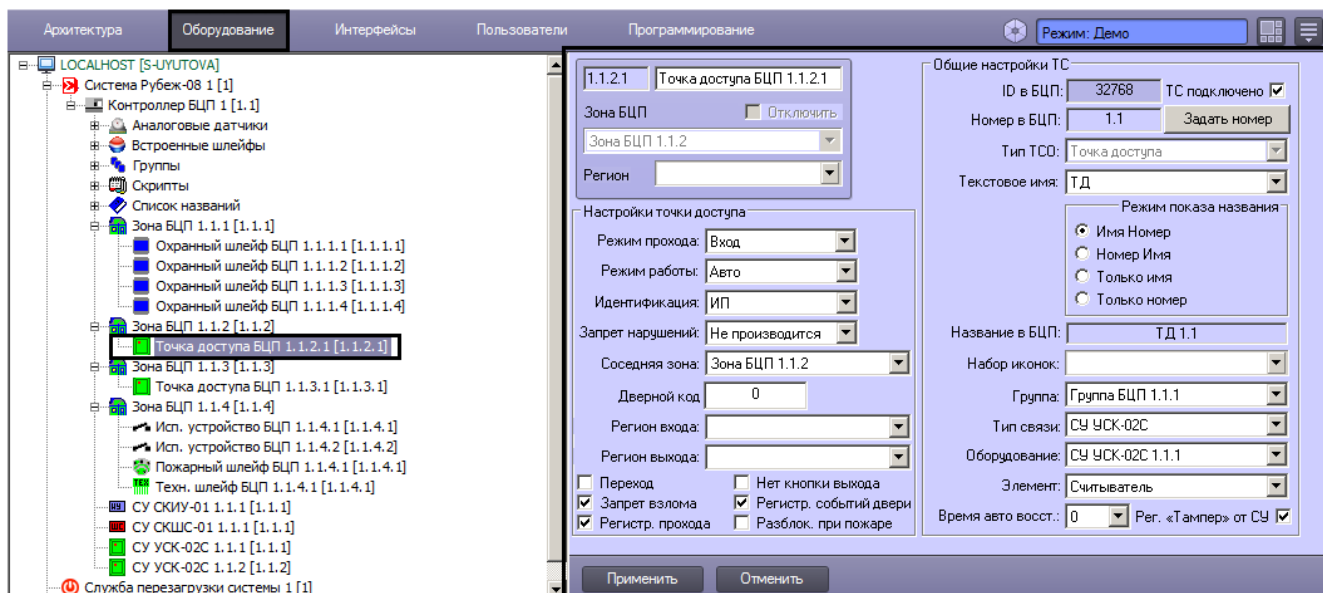 Архитектура Оборудование Интерфейсы Пользователи Программирование Режим: Демо
LOCALHOST [S-UYUTOVA]
Система Рубеж-08 1 [1]
Контроллер БЦП 1 [1.1]
Аналоговые датчики
Встроенные шлейфы
Группы
Скрипты
Список названий
Зона БЦП 1.1.1 [1.1.1]
Охранный шлейф БЦП 1.1.1.1 [1.1.1.1]
Охранный шлейф БЦП 1.1.1.2 [1.1.1.2]
Охранный шлейф БЦП 1.1.1.3 [1.1.1.3]
Охранный шлейф БЦП 1.1.1.4 [1.1.1.4]
Зона БЦП 1.1.2 [1.1.2]
Точка доступа БЦП 1.1.2.1 [1.1.2.1]
Зона БЦП 1.1.3 [1.1.3]
Точка доступа БЦП 1.1.3.1 [1.1.3.1]
Зона БЦП 1.1.4 [1.1.4]
Исп. устройство БЦП 1.1.4.1 [1.1.4.1]
Исп. устройство БЦП 1.1.4.2 [1.1.4.2]
Пожарный шлейф БЦП 1.1.4.1 [1.1.4.1]
Техн. шлейф БЦП 1.1.4.1 [1.1.4.1]
СУ СКИУ-01 1.1.1 [1.1.1]
СУ СКШС-01 1.1.1 [1.1.1]
СУ УСК-02С 1.1.1 [1.1.1]
СУ УСК-02С 1.1.2 [1.1.2]
Служба перезагрузки системы 1 [1]
1.1.2.1 Точка доступа БЦП 1.1.2.1
Зона БЦП Отключить
Зона БЦП 1.1.2
Регион
Настройки точки доступа
Режим прохода: Вход
Режим работы: Авто
Идентификация: ИП
Запрет нарушений: Не производится
Соседняя зона: Зона БЦП 1.1.2
Дверной код 0
Регион входа:
Регион выхода:
Переход Нет кнопки выхода
Запрет взлома Регистр. событий двери
Регистр. прохода Разблок. при пожаре
Общие настройки ТС
ID в БЦП: 32768 ТС подключено
Номер в БЦП: 1.1 Задать номер
Тип ТСО: Точка доступа
Текстовое имя: ТД
Режим показа названия
Имя Номер
Номер Имя
Только имя
Только номер
Название в БЦП: ТД 1.1
Набор иконок:
Группа: Группа БЦП 1.1.1
Тип связи: СУ УСК-02С
Оборудование: СУ УСК-02С 1.1.1
Элемент: Считыватель
Время авто восст.: 0 Рег. «Тампер» от СУ
Применить Отменить